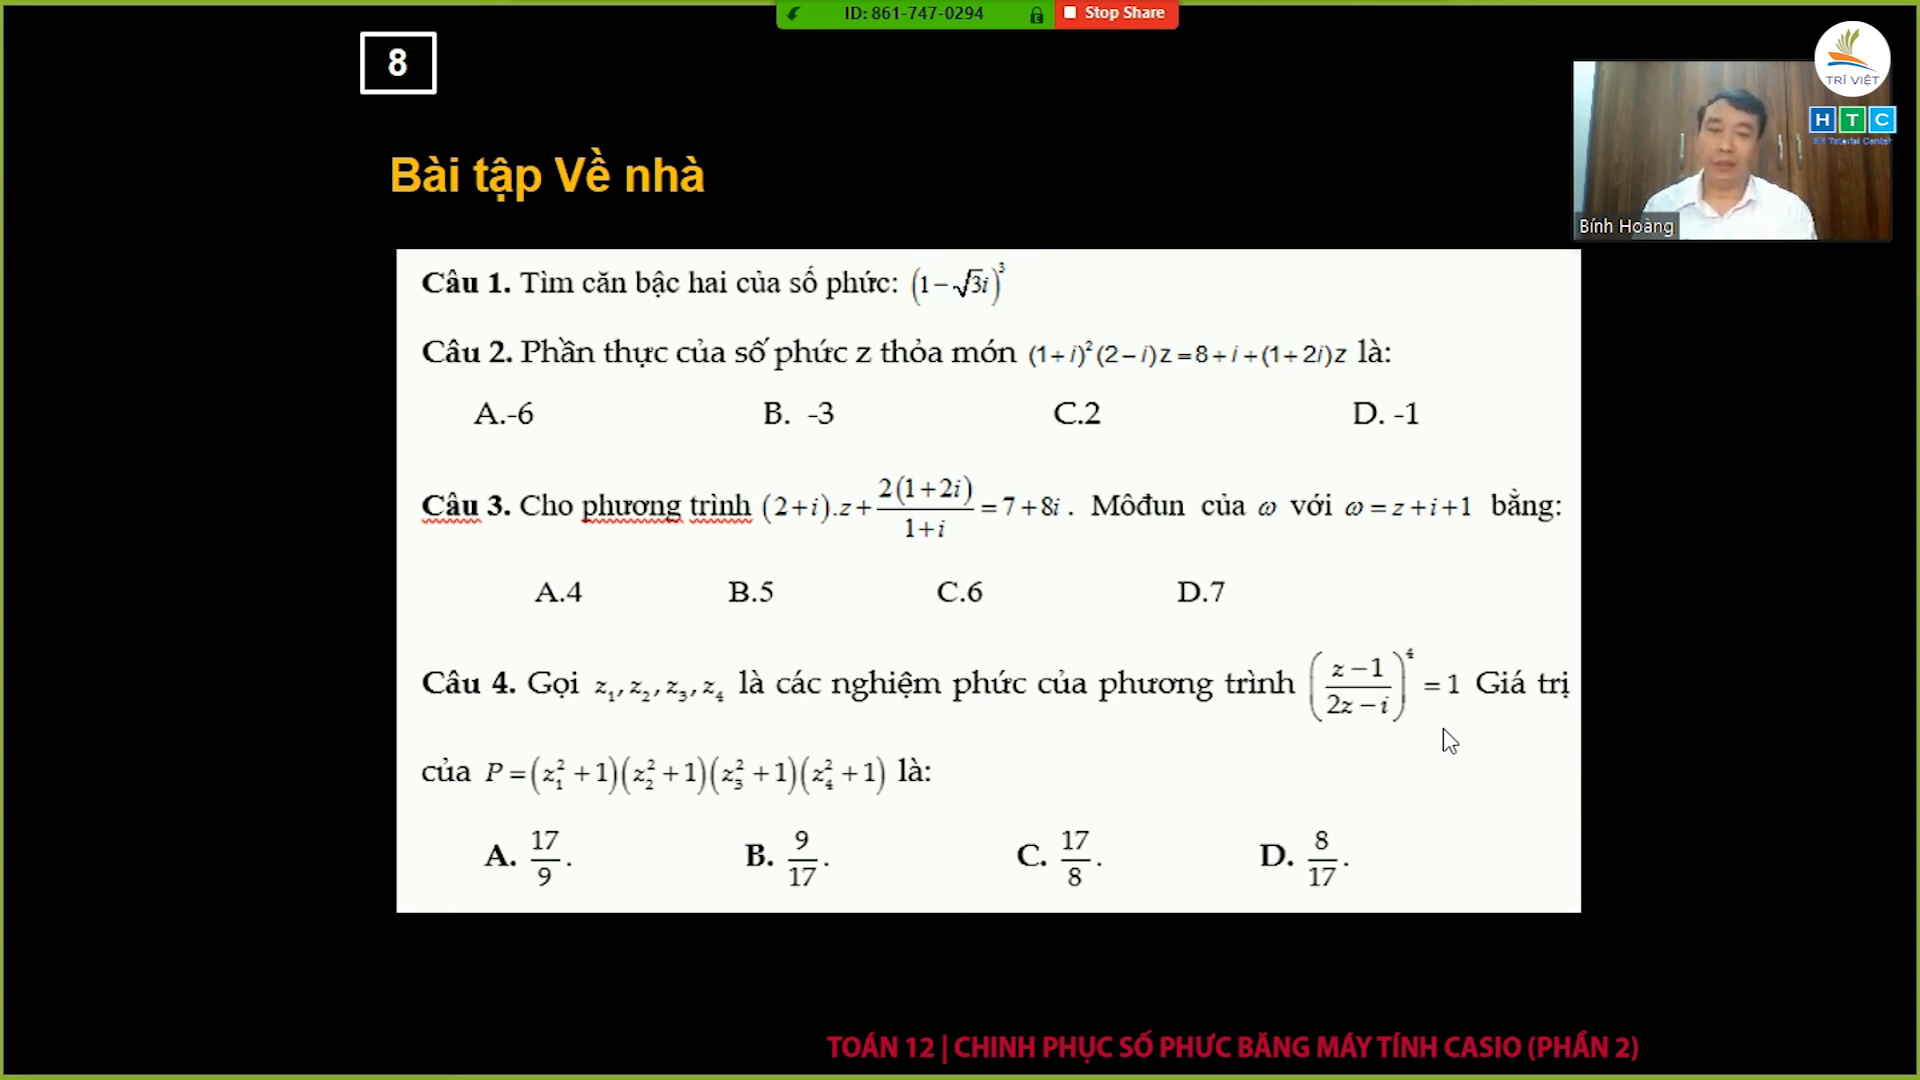 ID: 861-747-0294 Stop Share
8
TRÍ VIỆT
H T C
Bính Hoàng
Bài tập Về nhà
Câu 1. Tìm căn bậc hai của số phức: (1−√3i)³
Câu 2. Phần thực của số phức z thỏa món (1+i)²(2−i)z=8+i+(1+2i)z là:
A.-6 B. -3 C.2 D. -1
Câu 3. Cho phương trình (2+i).z+2(1+2i)/(1+i)=7+8i. Môđun của ω với ω=z+i+1 bằng:
A.4 B.5 C.6 D.7
Câu 4. Gọi z₁,z₂,z₃,z₄ là các nghiệm phức của phương trình ((z−1)/(2z−i))⁴=1 Giá trị
của P=(z₁²+1)(z₂²+1)(z₃²+1)(z₄²+1) là:
A. 17/9. B. 9/17. C. 17/8. D. 8/17.
TOÁN 12 | CHINH PHỤC SỐ PHƯC BĂNG MÁY TÍNH CASIO (PHẦN 2)